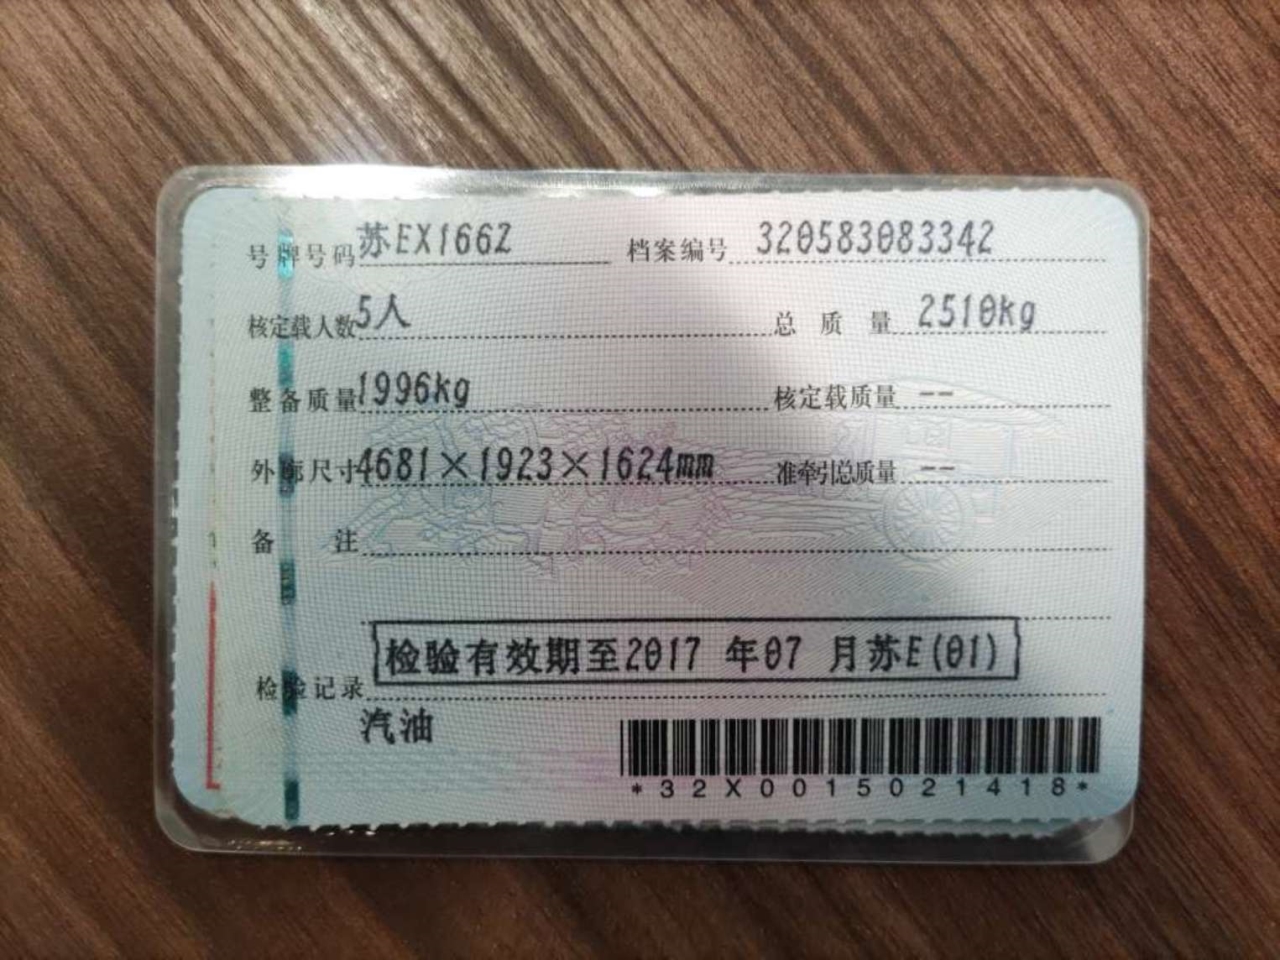 号牌号码 苏EX166Z 档案编号 320583083342
核定载人数 5人 总质量 2510kg
整备质量 1996kg 核定载质量 --
外廓尺寸 4681×1923×1624mm 准牵引总质量 --
备注
检验有效期至2017 年07 月苏E(01)
检验记录
汽油
*32X0015021418*